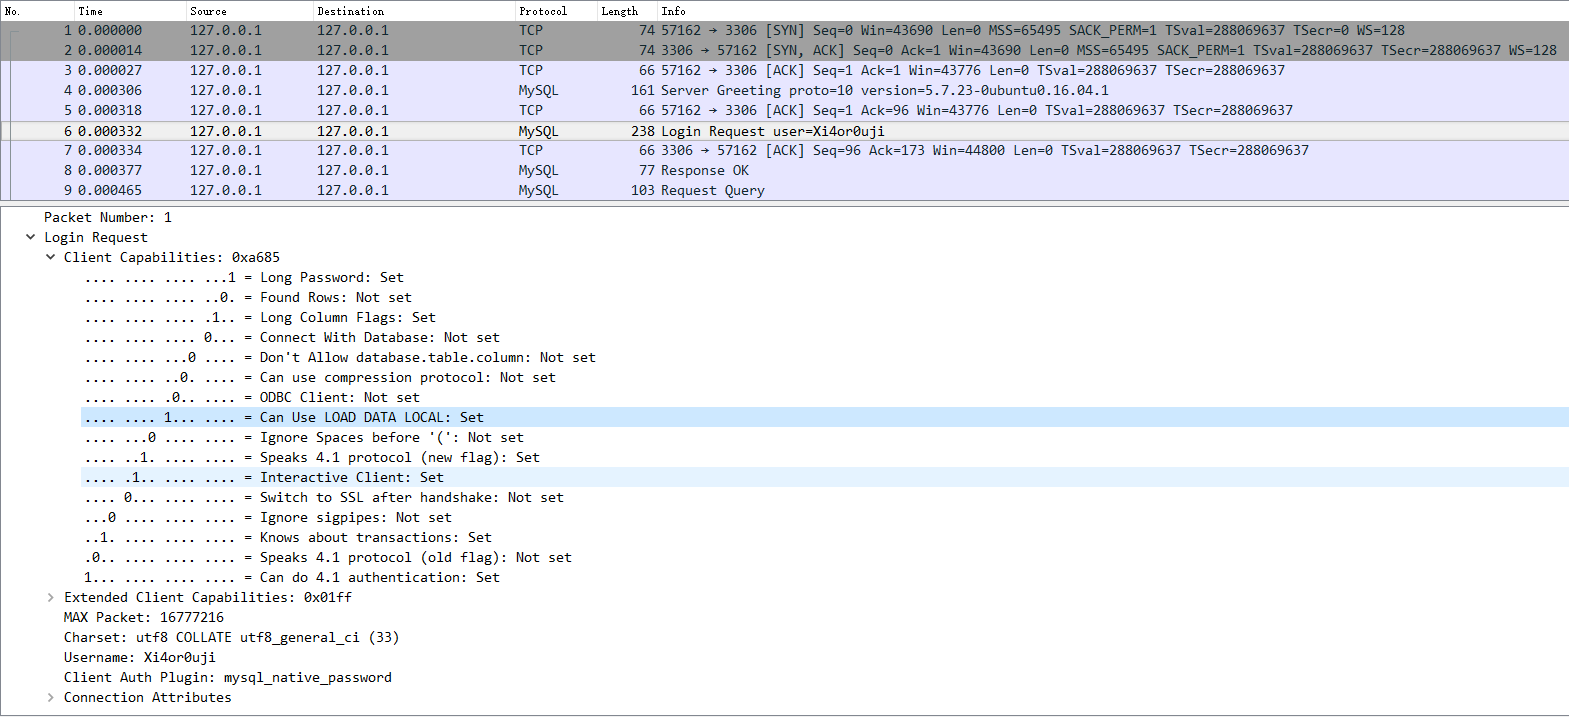 No. Time Source Destination Protocol Length Info
1 0.000000 127.0.0.1 127.0.0.1 TCP 74 57162 → 3306 [SYN] Seq=0 Win=43690 Len=0 MSS=65495 SACK_PERM=1 TSval=288069637 TSecr=0 WS=128
2 0.000014 127.0.0.1 127.0.0.1 TCP 74 3306 → 57162 [SYN, ACK] Seq=0 Ack=1 Win=43690 Len=0 MSS=65495 SACK_PERM=1 TSval=288069637 TSecr=288069637 WS=128
3 0.000027 127.0.0.1 127.0.0.1 TCP 66 57162 → 3306 [ACK] Seq=1 Ack=1 Win=43776 Len=0 TSval=288069637 TSecr=288069637
4 0.000306 127.0.0.1 127.0.0.1 MySQL 161 Server Greeting proto=10 version=5.7.23-0ubuntu0.16.04.1
5 0.000318 127.0.0.1 127.0.0.1 TCP 66 57162 → 3306 [ACK] Seq=1 Ack=96 Win=43776 Len=0 TSval=288069637 TSecr=288069637
6 0.000332 127.0.0.1 127.0.0.1 MySQL 238 Login Request user=Xi4or0uji
7 0.000334 127.0.0.1 127.0.0.1 TCP 66 3306 → 57162 [ACK] Seq=96 Ack=173 Win=44800 Len=0 TSval=288069637 TSecr=288069637
8 0.000377 127.0.0.1 127.0.0.1 MySQL 77 Response OK
9 0.000465 127.0.0.1 127.0.0.1 MySQL 103 Request Query
Packet Number: 1
Login Request
Client Capabilities: 0xa685
.... .... .... ...1 = Long Password: Set
.... .... .... ..0. = Found Rows: Not set
.... .... .... .1.. = Long Column Flags: Set
.... .... .... 0... = Connect With Database: Not set
.... .... ...0 .... = Don't Allow database.table.column: Not set
.... .... ..0. .... = Can use compression protocol: Not set
.... .... .0.. .... = ODBC Client: Not set
.... .... 1... .... = Can Use LOAD DATA LOCAL: Set
.... ...0 .... .... = Ignore Spaces before '(': Not set
.... ..1. .... .... = Speaks 4.1 protocol (new flag): Set
.... .1.. .... .... = Interactive Client: Set
.... 0... .... .... = Switch to SSL after handshake: Not set
...0 .... .... .... = Ignore sigpipes: Not set
..1. .... .... .... = Knows about transactions: Set
.0.. .... .... .... = Speaks 4.1 protocol (old flag): Not set
1... .... .... .... = Can do 4.1 authentication: Set
Extended Client Capabilities: 0x01ff
MAX Packet: 16777216
Charset: utf8 COLLATE utf8_general_ci (33)
Username: Xi4or0uji
Client Auth Plugin: mysql_native_password
Connection Attributes